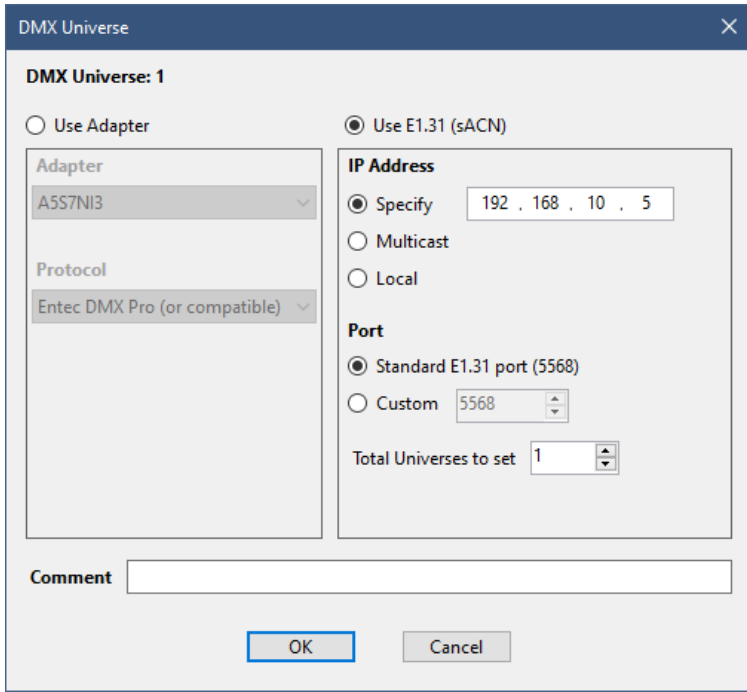 DMX Universe
DMX Universe: 1
Use Adapter
Use E1.31 (sACN)
Adapter
A5S7NI3
Protocol
Entec DMX Pro (or compatible)
IP Address
Specify 192 . 168 . 10 . 5
Multicast
Local
Port
Standard E1.31 port (5568)
Custom 5568
Total Universes to set 1
Comment
OK
Cancel